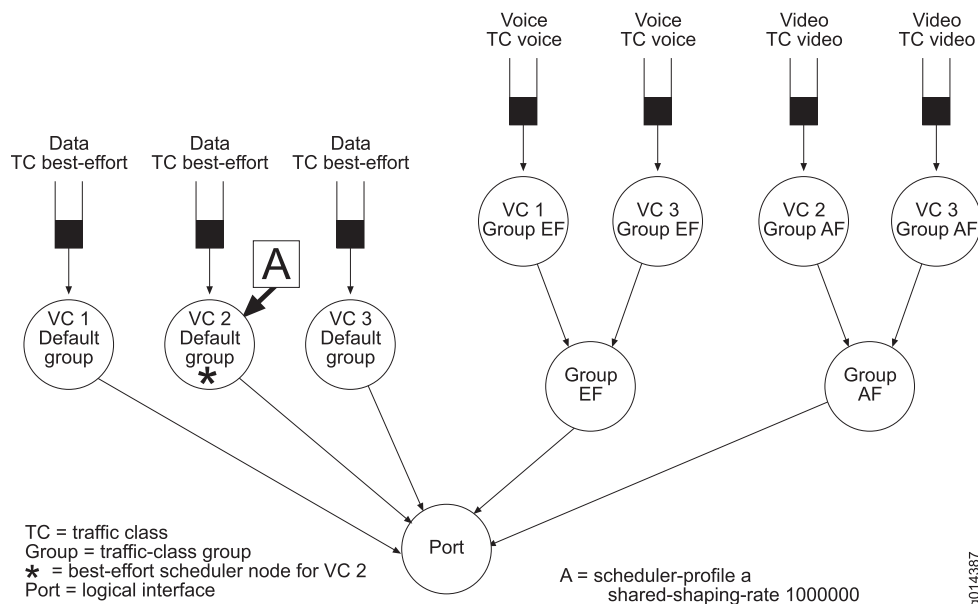 Voice
TC voice
Voice
TC voice
Video
TC video
Video
TC video
Data
TC best-effort
Data
TC best-effort
Data
TC best-effort
VC 1
Group EF
VC 3
Group EF
VC 2
Group AF
VC 3
Group AF
A
VC 1
Default
group
VC 2
Default
group
*
VC 3
Default
group
Group
EF
Group
AF
Port
TC = traffic class
Group = traffic-class group
* = best-effort scheduler node for VC 2
Port = logical interface
A = scheduler-profile a
shared-shaping-rate 1000000
g014387